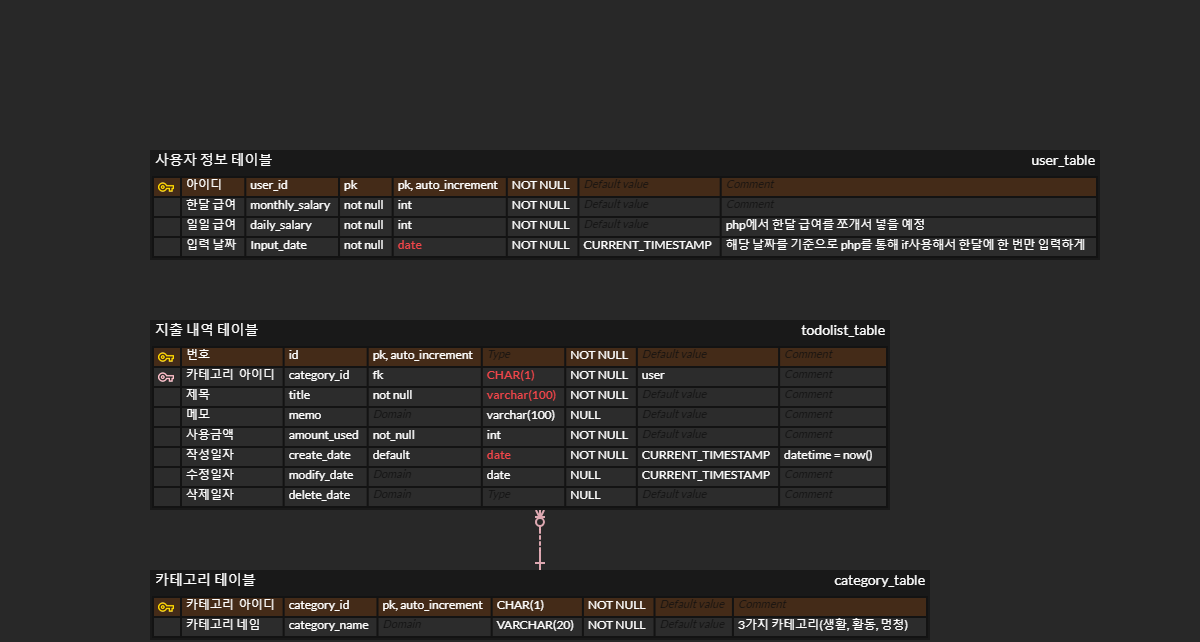 사용자 정보 테이블 user_table
아이디 user_id pk pk, auto_increment NOT NULL Default value Comment
한달 급여 monthly_salary not null int NOT NULL Default value Comment
일일 급여 daily_salary not null int NOT NULL Default value php에서 한달 급여를 쪼개서 넣을 예정
입력 날짜 Input_date not null date NOT NULL CURRENT_TIMESTAMP 해당 날짜를 기준으로 php를 통해 if사용해서 한달에 한 번만 입력하게
지출 내역 테이블 todolist_table
번호 id pk, auto_increment Type NOT NULL Default value Comment
카테고리 아이디 category_id fk CHAR(1) NOT NULL user Comment
제목 title not null varchar(100) NOT NULL Default value Comment
메모 memo Domain varchar(100) NULL Default value Comment
사용금액 amount_used not_null int NOT NULL Default value Comment
작성일자 create_date default date NOT NULL CURRENT_TIMESTAMP datetime = now()
수정일자 modify_date Domain date NULL CURRENT_TIMESTAMP Comment
삭제일자 delete_date Domain Type NULL Default value Comment
카테고리 테이블 category_table
카테고리 아이디 category_id pk, auto_increment CHAR(1) NOT NULL Default value Comment
카테고리 네임 category_name Domain VARCHAR(20) NOT NULL Default value 3가지 카테고리(생활, 활동, 멍청)